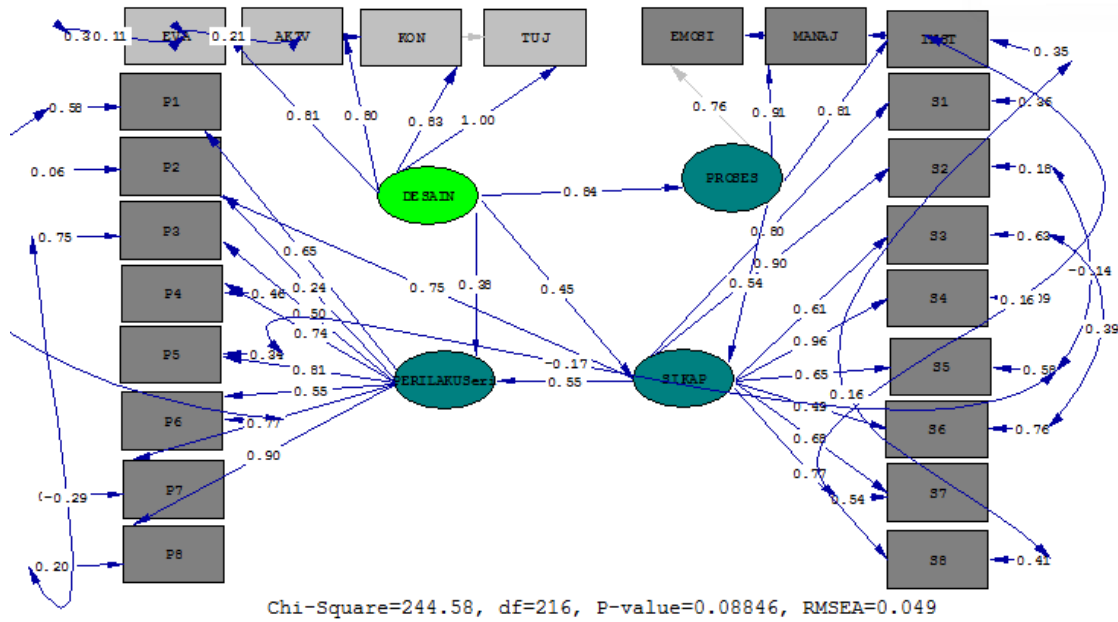 0.11
EVA
0.21
AKTV
KON
TUJ
EMOSI
MANAJ
0.35
0.58
P1
0.81
0.80
0.83
1.00
0.76
0.91
0.81
S1
0.36
0.06
P2
DESAIN
0.84
PROSES
S2
0.18
0.75
P3
0.65
0.80
S3
0.63
0.24
0.90
-0.14
P4
0.46
0.38
0.75
0.45
0.54
S4
0.16
0.50
0.61
0.74
0.96
0.39
P5
0.34
-0.17
0.81
0.65
S5
0.58
0.55
PERILAKUSeri
0.55
SIKAP
0.16
P6
0.77
0.49
S6
0.76
0.90
0.68
-0.29
P7
0.77
0.54
S7
0.20
P8
S8
0.41
Chi-Square=244.58, df=216, P-value=0.08846, RMSEA=0.049